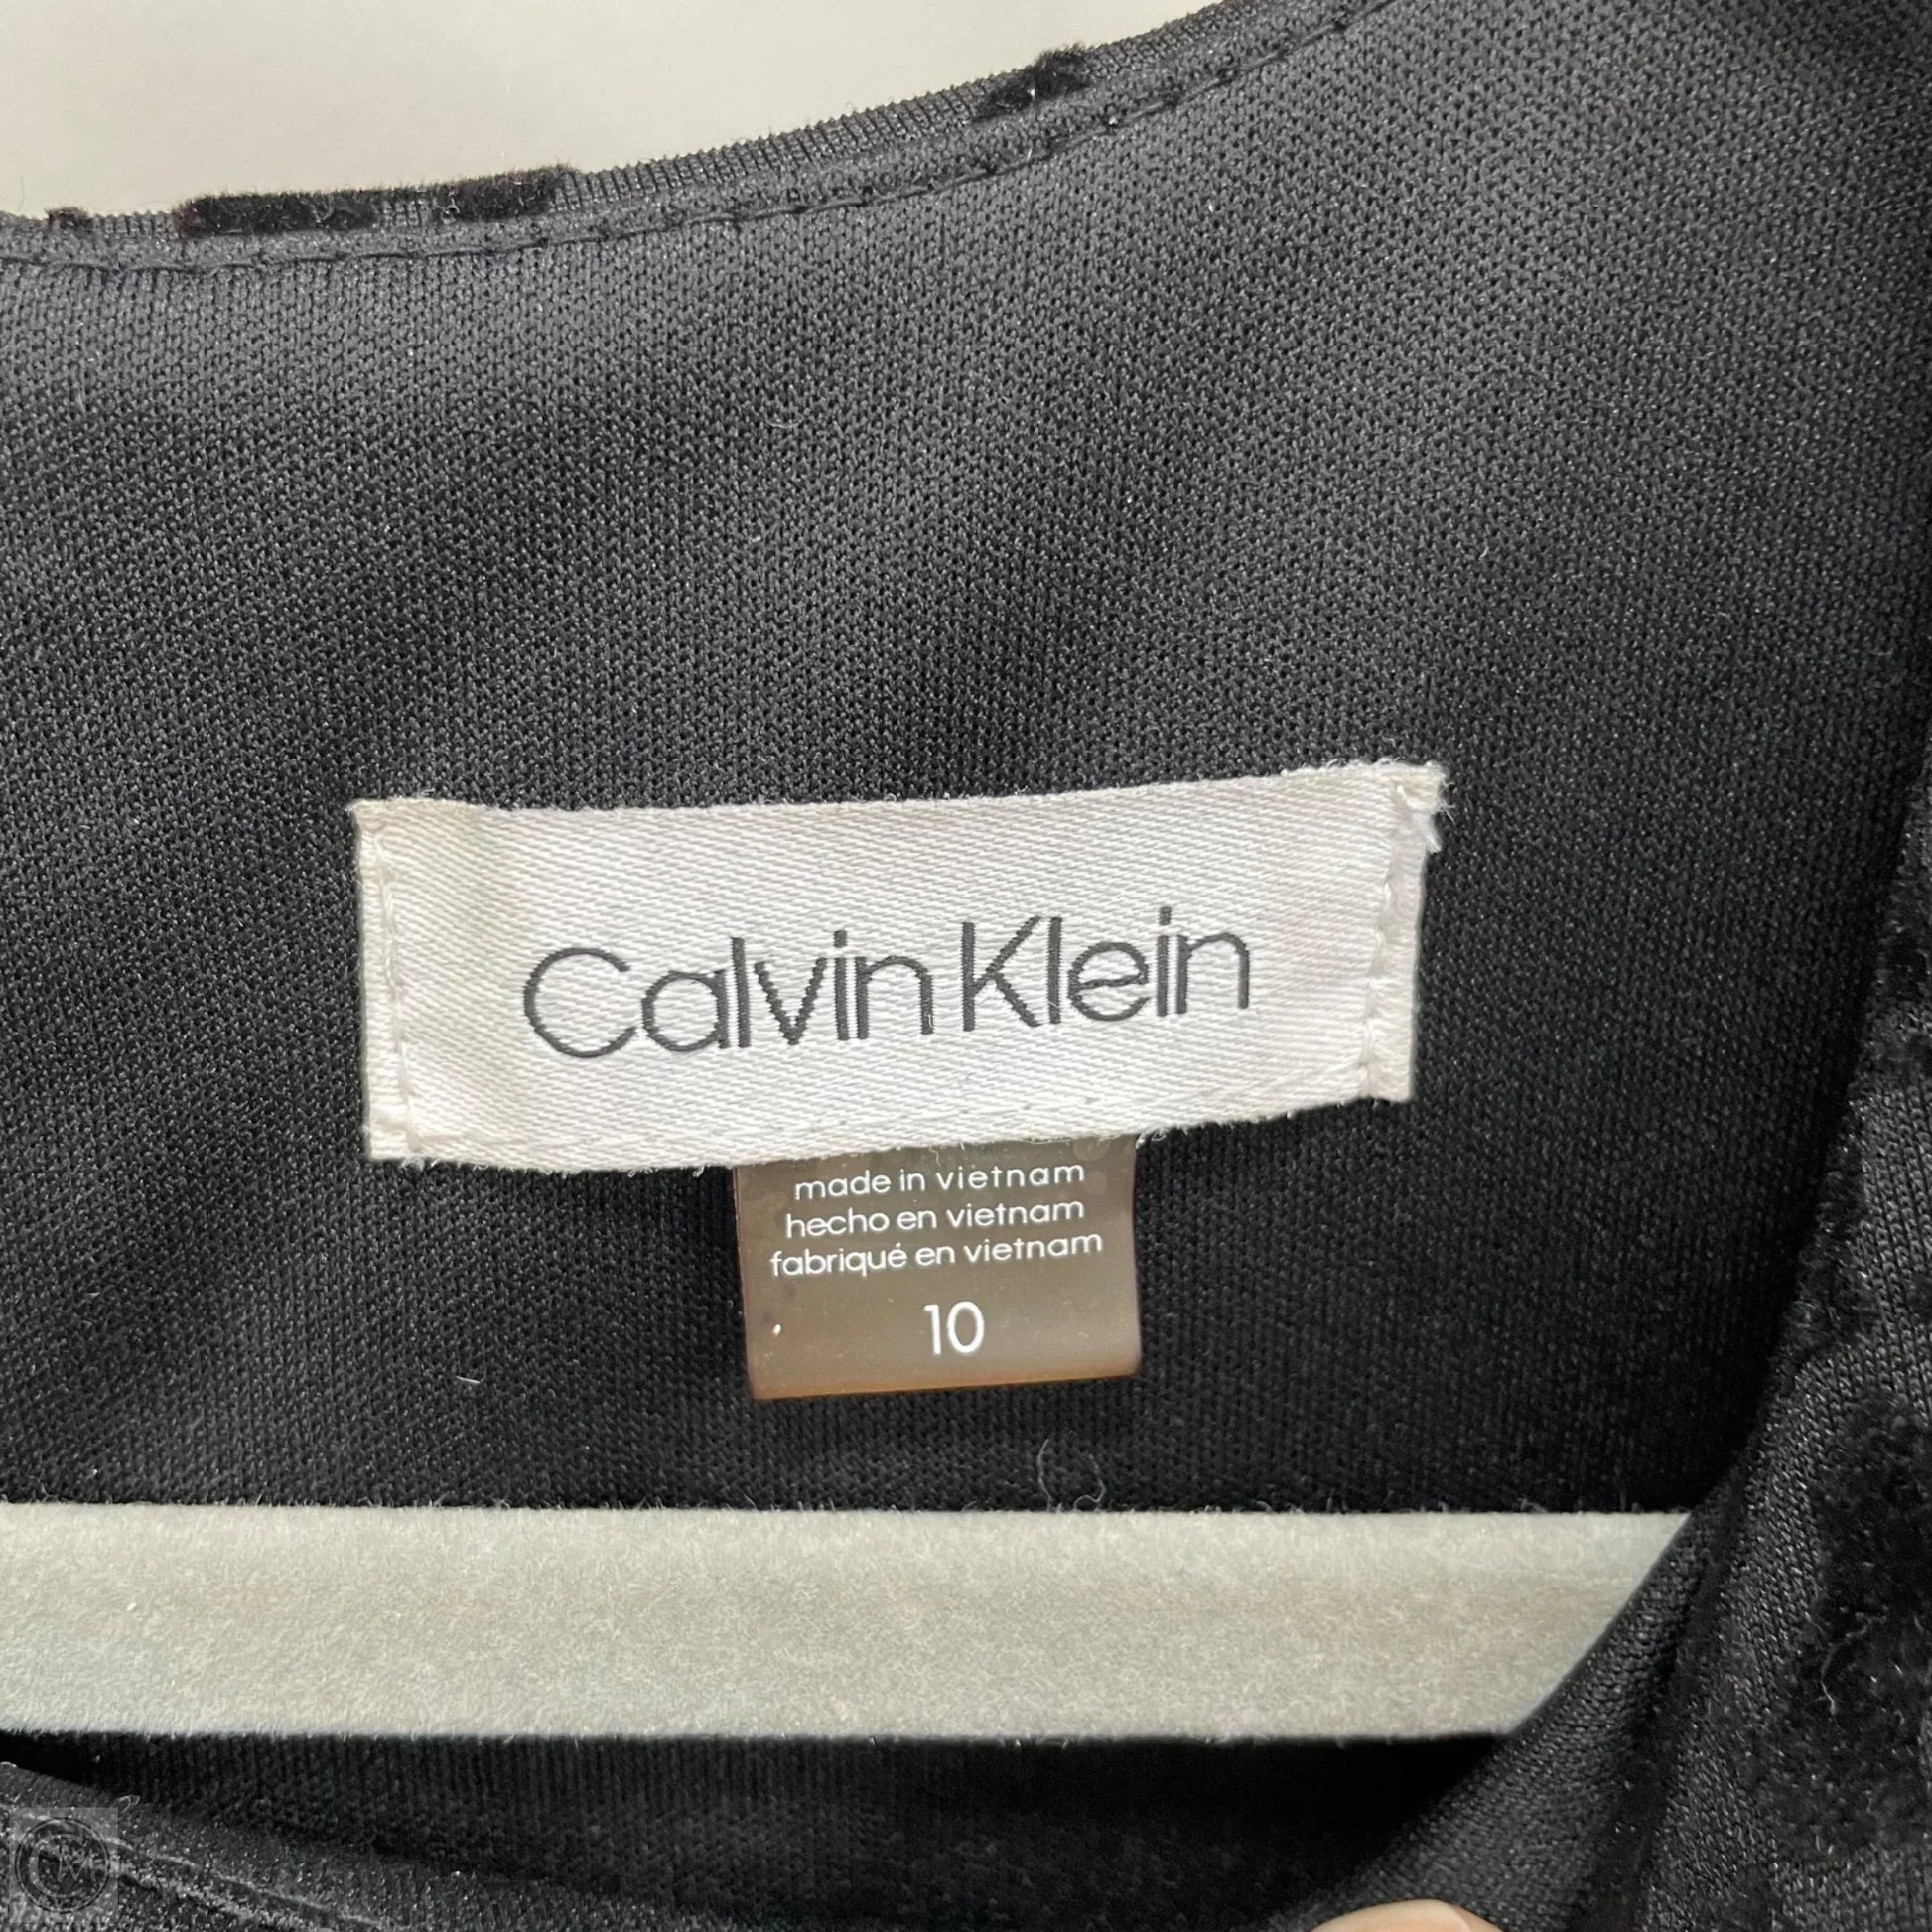 Calvin Klein
made in vietnam
hecho en vietnam
fabriqué en vietnam
10